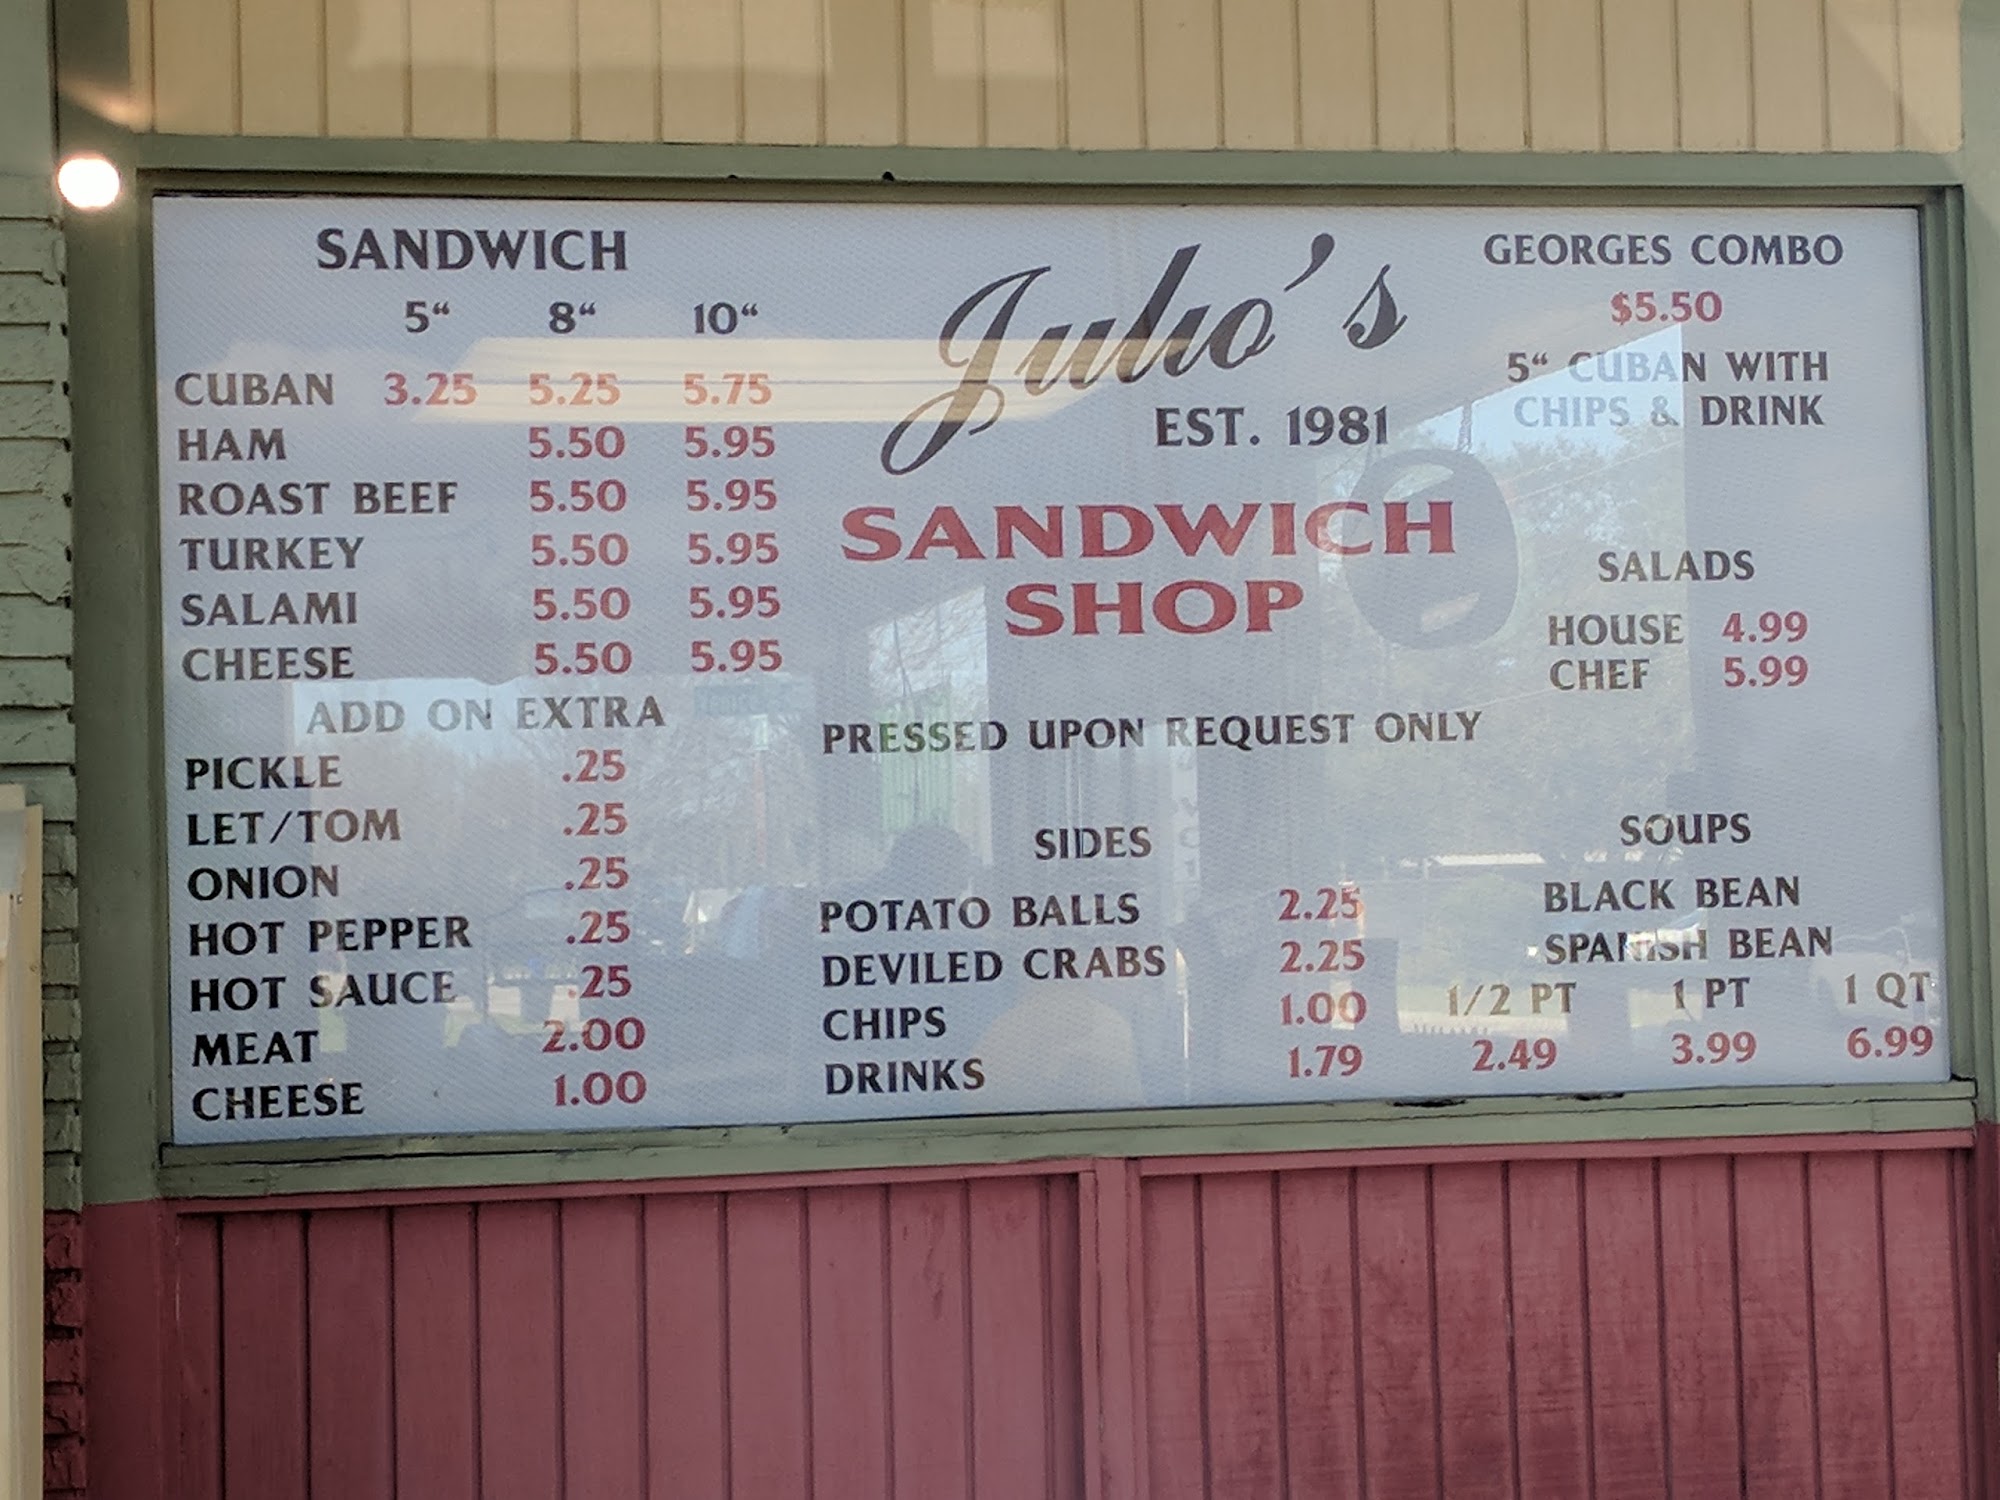 SANDWICH
5“ 8“ 10“
CUBAN 3.25 5.25 5.75
HAM 5.50 5.95
ROAST BEEF 5.50 5.95
TURKEY 5.50 5.95
SALAMI 5.50 5.95
CHEESE 5.50 5.95
ADD ON EXTRA
PICKLE .25
LET/TOM .25
ONION .25
HOT PEPPER .25
HOT SAUCE .25
MEAT 2.00
CHEESE 1.00
Julio's
EST. 1981
SANDWICH
SHOP
PRESSED UPON REQUEST ONLY
SIDES
POTATO BALLS 2.25
DEVILED CRABS 2.25
CHIPS 1.00
DRINKS 1.79
GEORGES COMBO
$5.50
5“ CUBAN WITH
CHIPS & DRINK
SALADS
HOUSE 4.99
CHEF 5.99
SOUPS
BLACK BEAN
SPANISH BEAN
1/2 PT 1 PT 1 QT
2.49 3.99 6.99